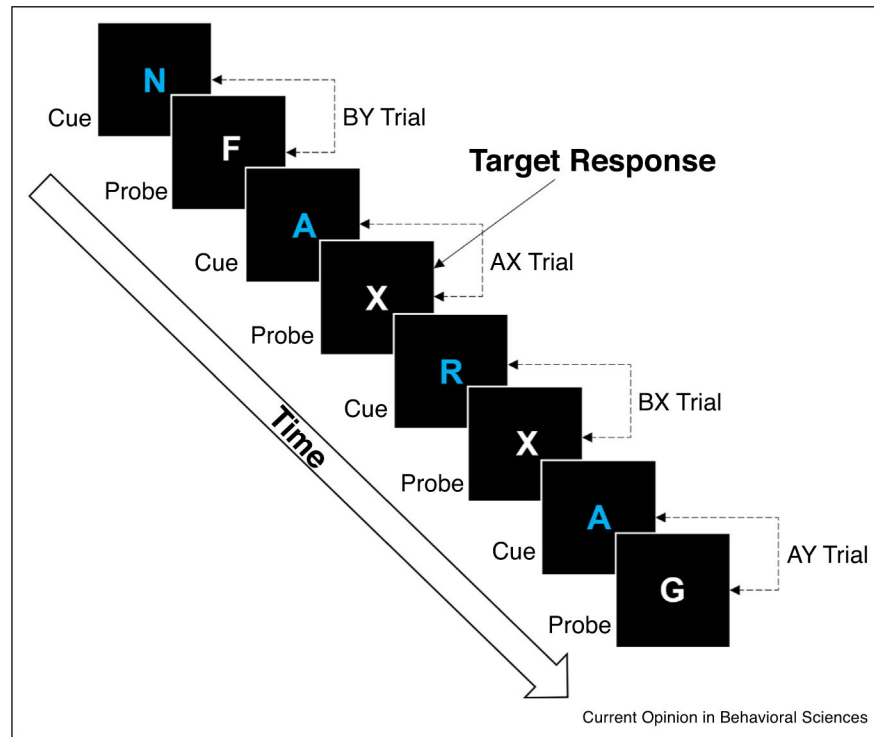 N
Cue
BY Trial
F
Probe
Target Response
A
Cue
AX Trial
X
Probe
R
Cue
BX Trial
X
Probe
A
Cue
AY Trial
G
Probe
Time
Current Opinion in Behavioral Sciences